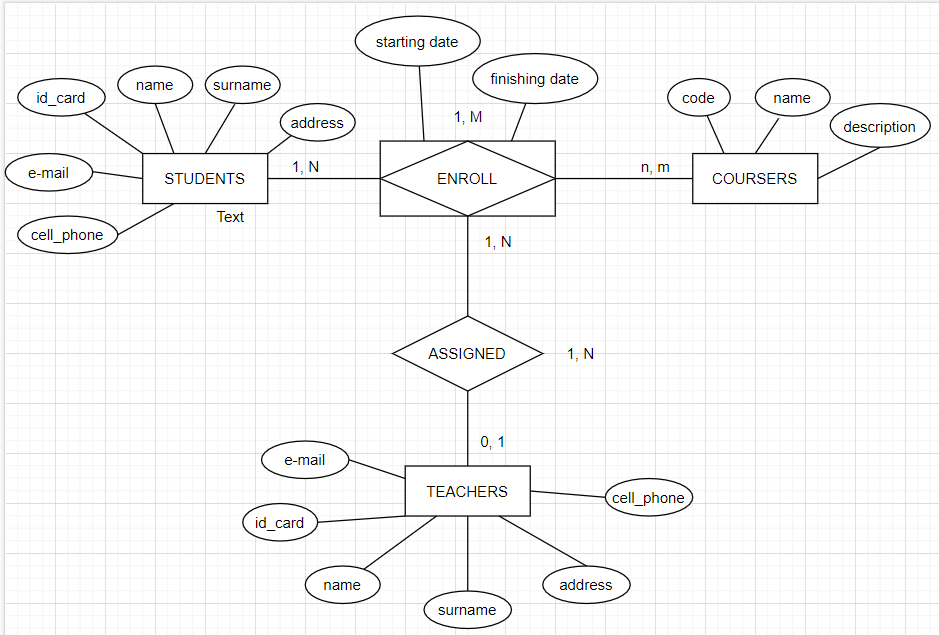 starting date
finishing date
id_card
name
surname
address
e-mail
cell_phone
STUDENTS
Text
1, N
1, M
ENROLL
n, m
code
name
description
COURSERS
1, N
ASSIGNED
1, N
0, 1
e-mail
TEACHERS
cell_phone
id_card
name
surname
address